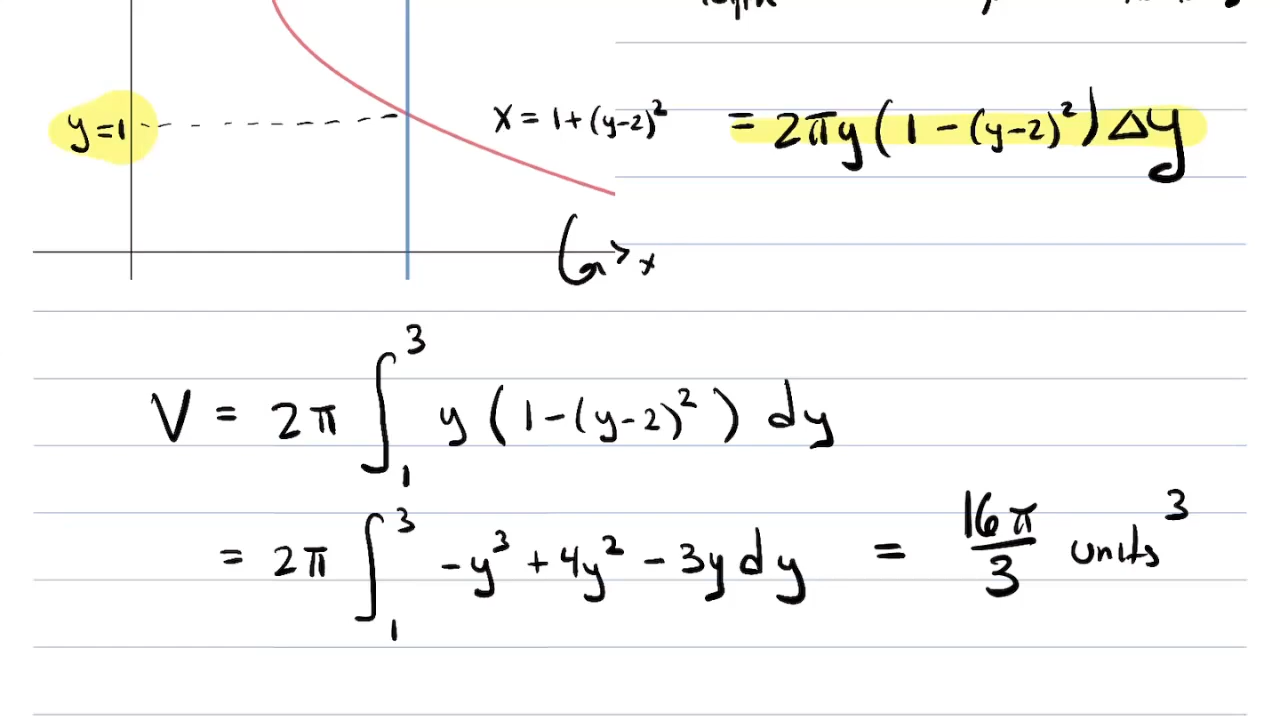 y = 1
x = 1 + (y-2)²
= 2πy (1 - (y-2)²) Δy
x
V = 2π ∫₁³ y (1 - (y-2)²) dy
= 2π ∫₁³ -y³ + 4y² - 3y dy = 16π/3 units³